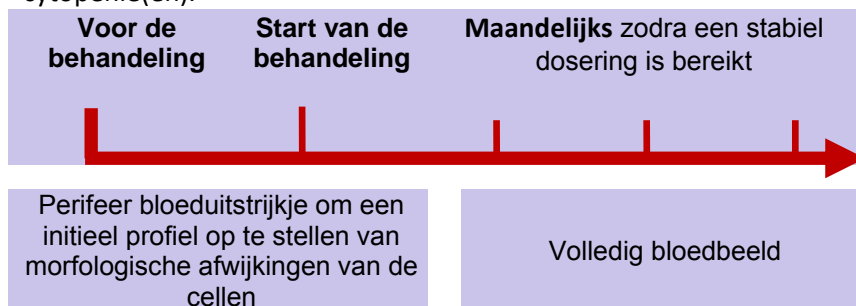 Voor de
behandeling
Start van de
behandeling
Maandelijks zodra een stabiel
dosering is bereikt
Perifeer bloeduitstrijkje om een
initieel profiel op te stellen van
morfologische afwijkingen van de
cellen
Volledig bloedbeeld